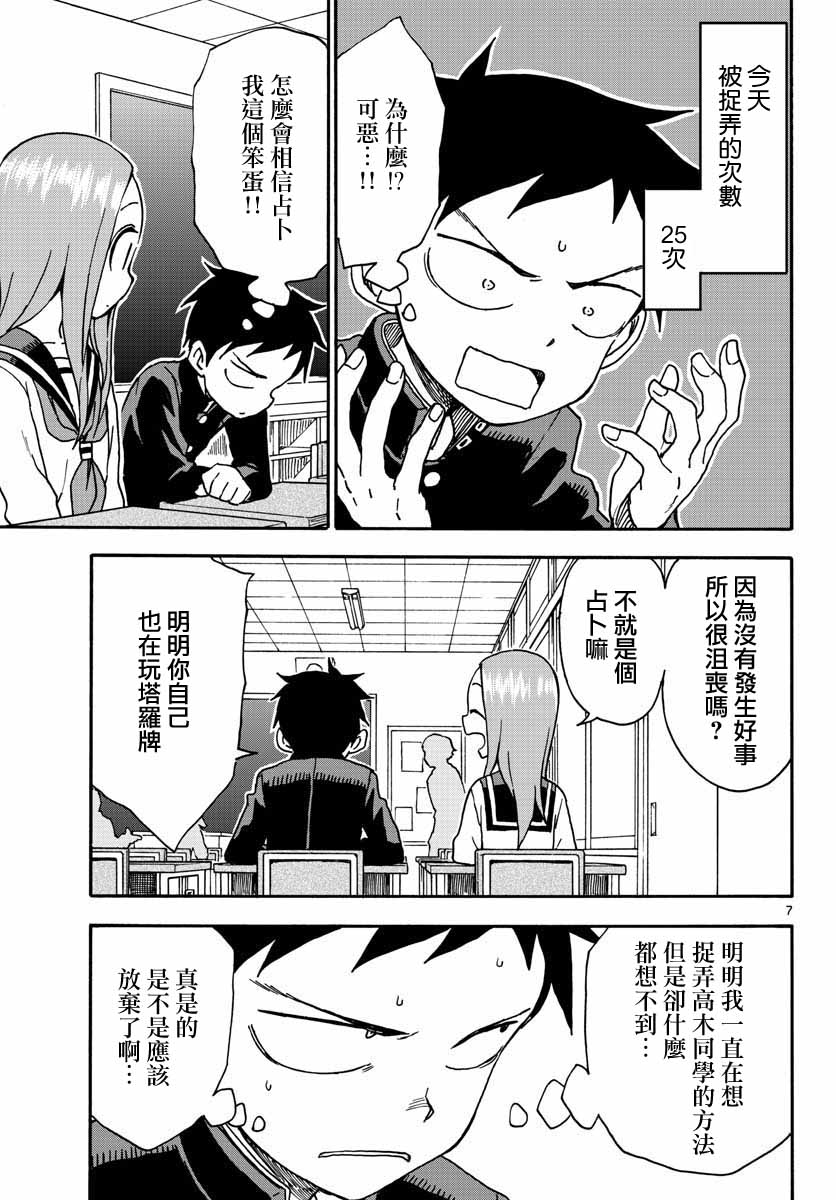 今天
被捉弄的次數
25次
為什麼!?
可惡…!!
怎麼會相信占卜
我這個笨蛋!!
因為沒有發生好事
所以很沮喪嗎？
不就是個
占卜嘛
明明你自己
也在玩塔羅牌
7
明明我一直在想
捉弄高木同學的方法
但是卻什麼
都想不到…
真是的
是不是應該
放棄了啊…